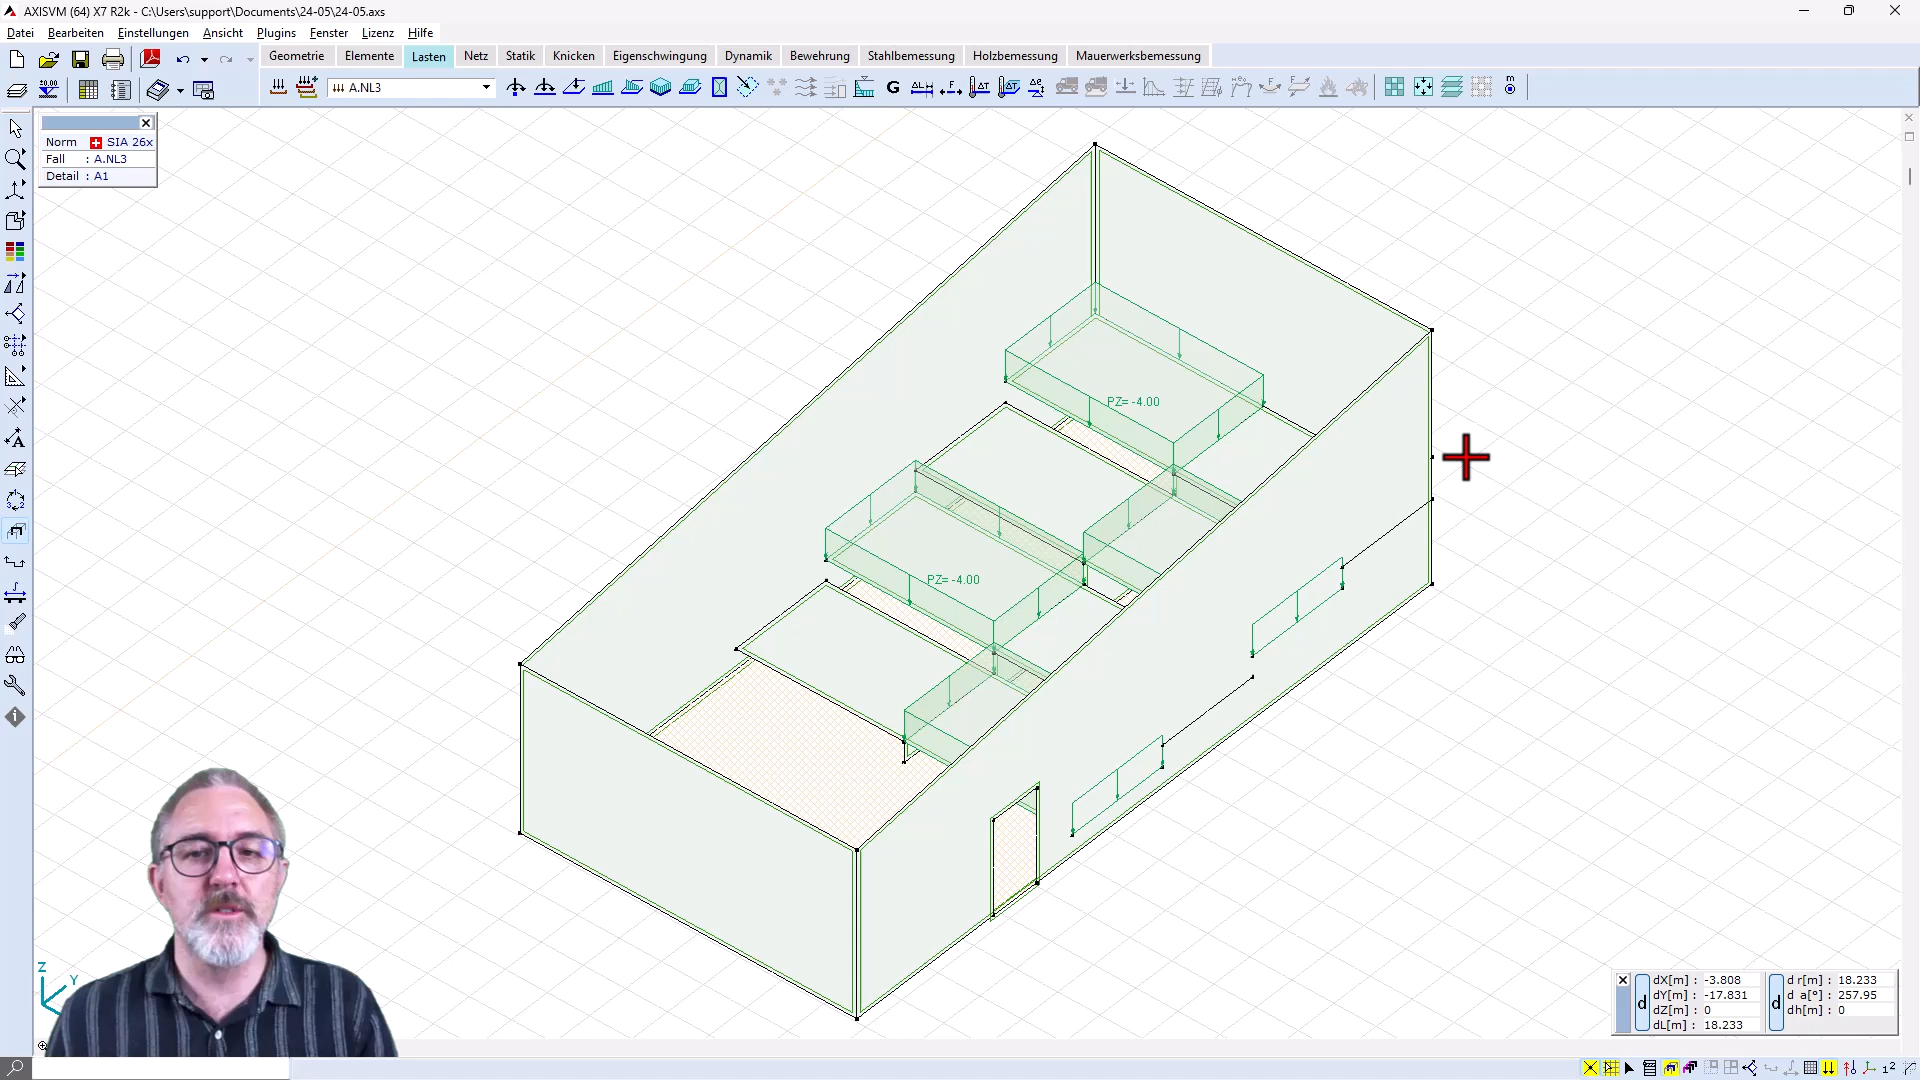 AXISVM (64) X7 R2k - C:\Users\support\Documents\24-05\24-05.axs
Datei Bearbeiten Einstellungen Ansicht Plugins Fenster Lizenz Hilfe
Geometrie Elemente Lasten Netz Statik Knicken Eigenschwingung Dynamik Bewehrung Stahlbemessung Holzbemessung Mauerwerksbemessung
A.NL3
G
Norm SIA 26x
Fall : A.NL3
Detail : A1
PZ= -4.00
PZ= -4.00
Z
Y
dX[m] : -3.808
dY[m] : -17.831
dZ[m] : 0
dL[m] : 18.233
d r[m] : 18.233
d a[°] : 257.95
dh[m] : 0
d
d